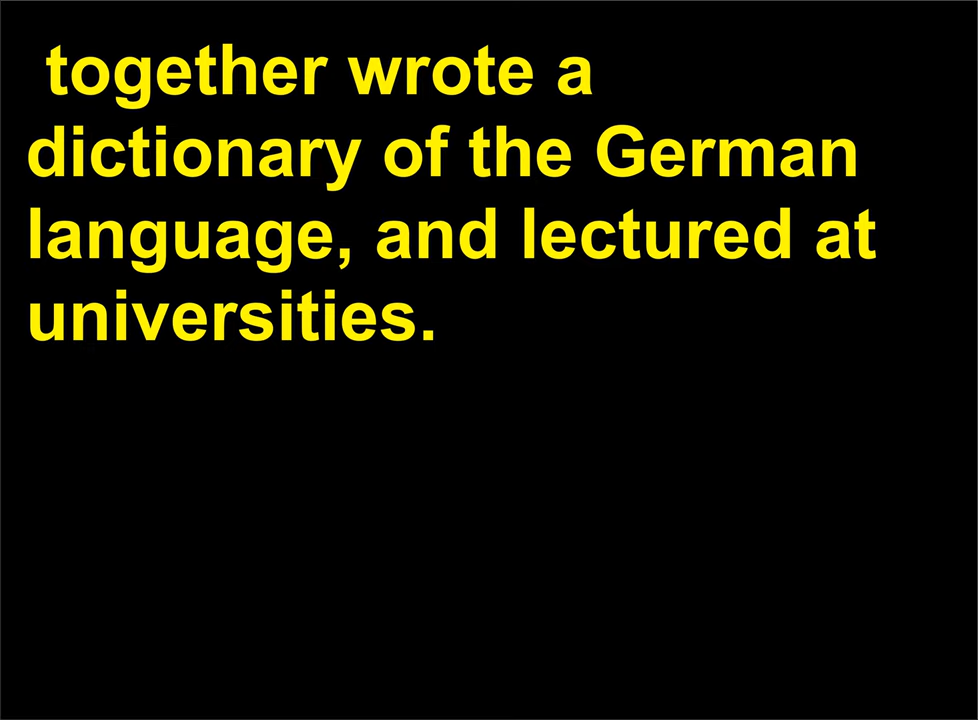 together wrote a
dictionary of the German
language, and lectured at
universities.